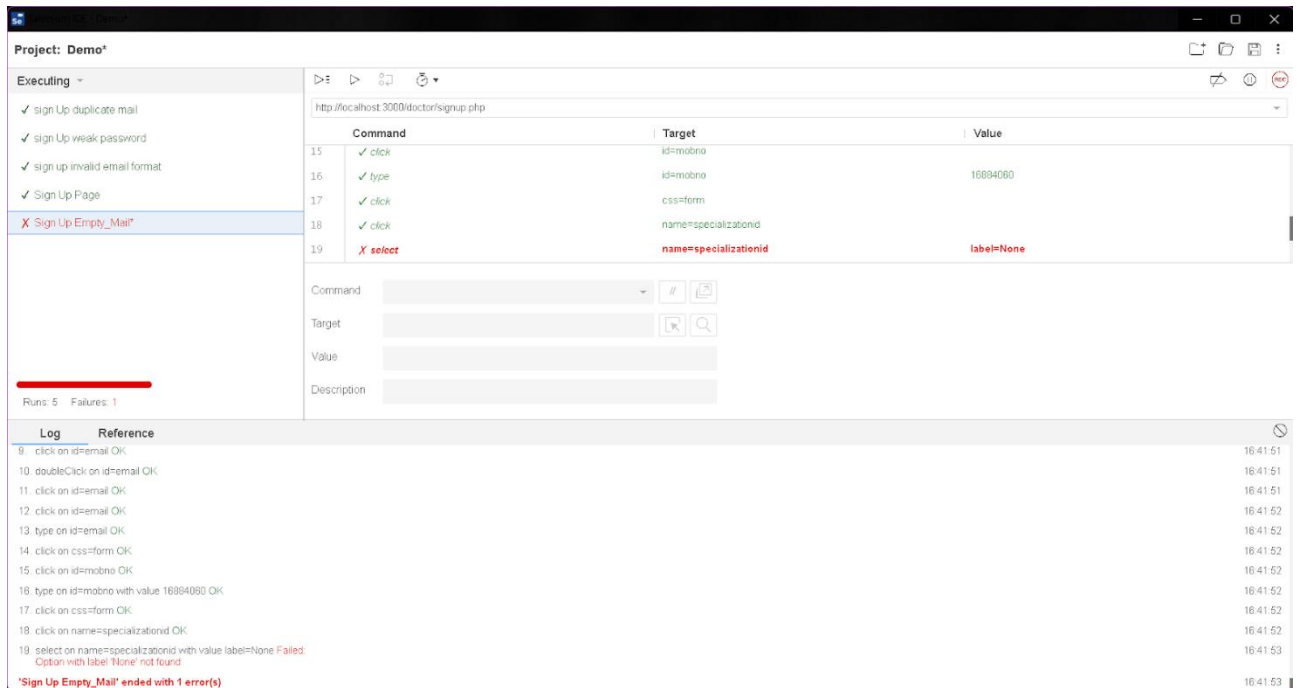 Se
Project: Demo*
Executing
✓ sign Up duplicate mail
✓ sign Up weak password
✓ sign up invalid email format
✓ Sign Up Page
X Sign Up Empty_Mail*
Runs: 5 Failures: 1
REC
http://localhost:3000/doctor/signup.php
Command Target Value
15 ✓ click id=mobno
16 ✓ type id=mobno 16884060
17 ✓ click css=form
18 ✓ click name=specializationid
19 X select name=specializationid label=None
Command //
Target
Value
Description
Log Reference
9. click on id=email OK 16:41:51
10. doubleClick on id=email OK 16:41:51
11. click on id=email OK 16:41:51
12. click on id=email OK 16:41:52
13. type on id=email OK 16:41:52
14. click on css=form OK 16:41:52
15. click on id=mobno OK 16:41:52
16. type on id=mobno with value 16884060 OK 16:41:52
17. click on css=form OK 16:41:52
18. click on name=specializationid OK 16:41:52
19. select on name=specializationid with value label=None Failed: 16:41:53
Option with label 'None' not found
'Sign Up Empty_Mail' ended with 1 error(s) 16:41:53